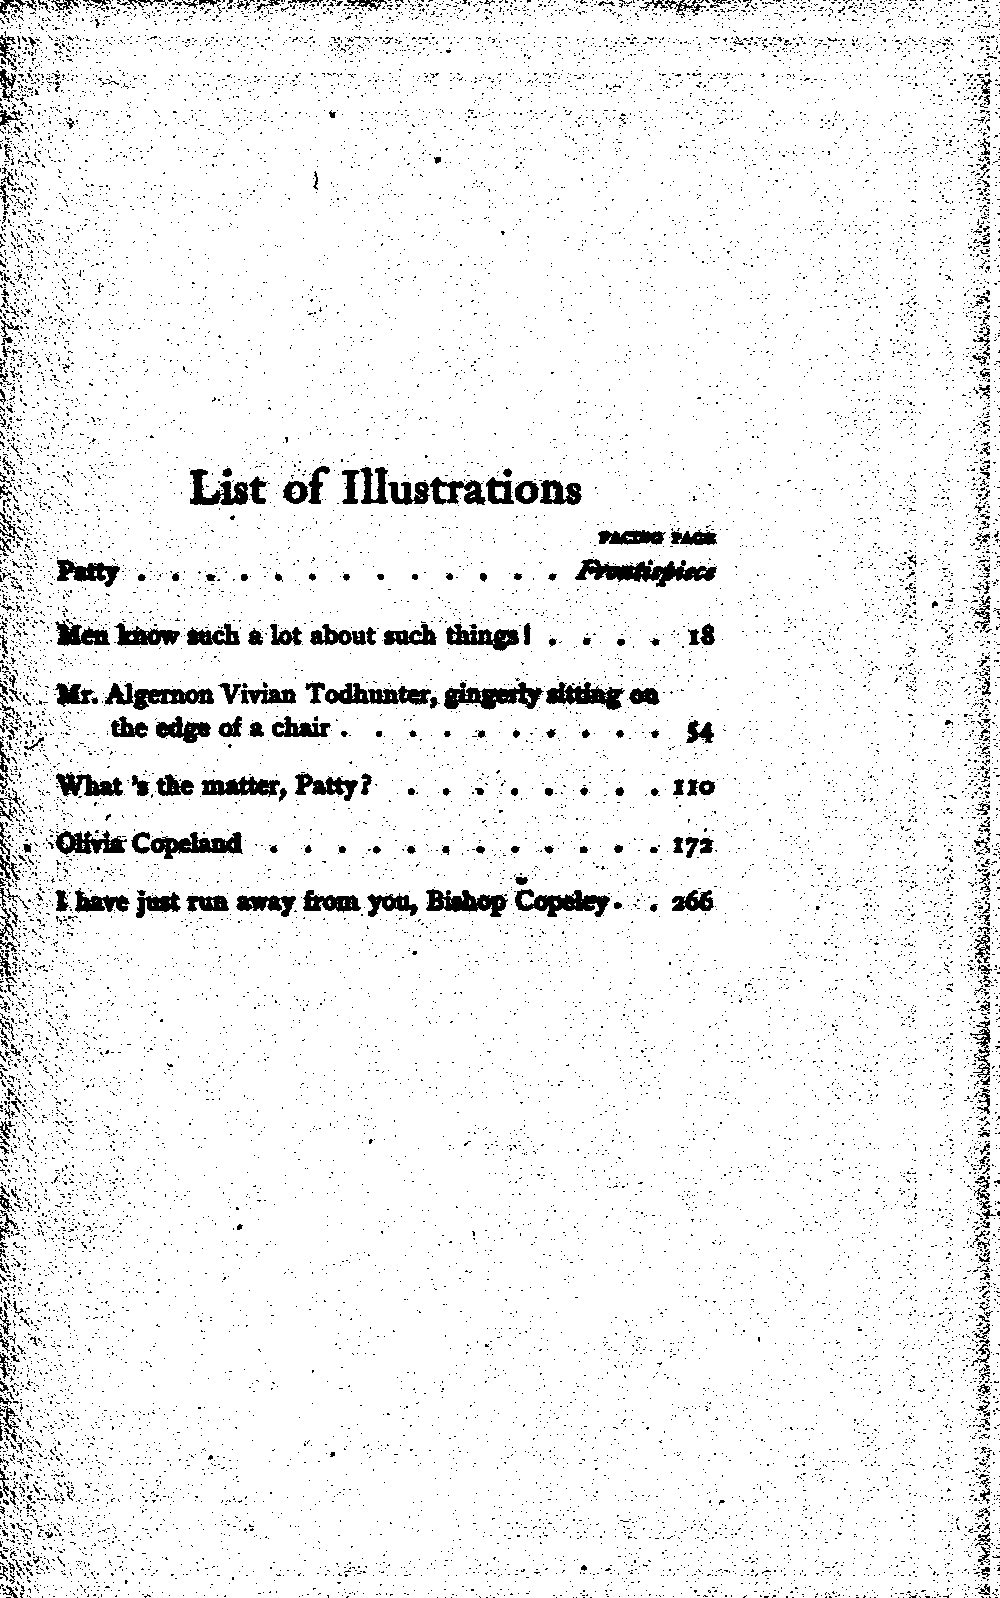 List of Illustrations
FACING PAGE
Patty . . . . . . . . . . . . . Frontispiece
Men know such a lot about such things! . . . . 18
Mr. Algernon Vivian Todhunter, gingerly sitting on
the edge of a chair . . . . . . . . . . 54
What 's the matter, Patty? . . . . . . . . 110
Olivia Copeland . . . . . . . . . . . . 172
I have just run away from you, Bishop Copeley . . 266